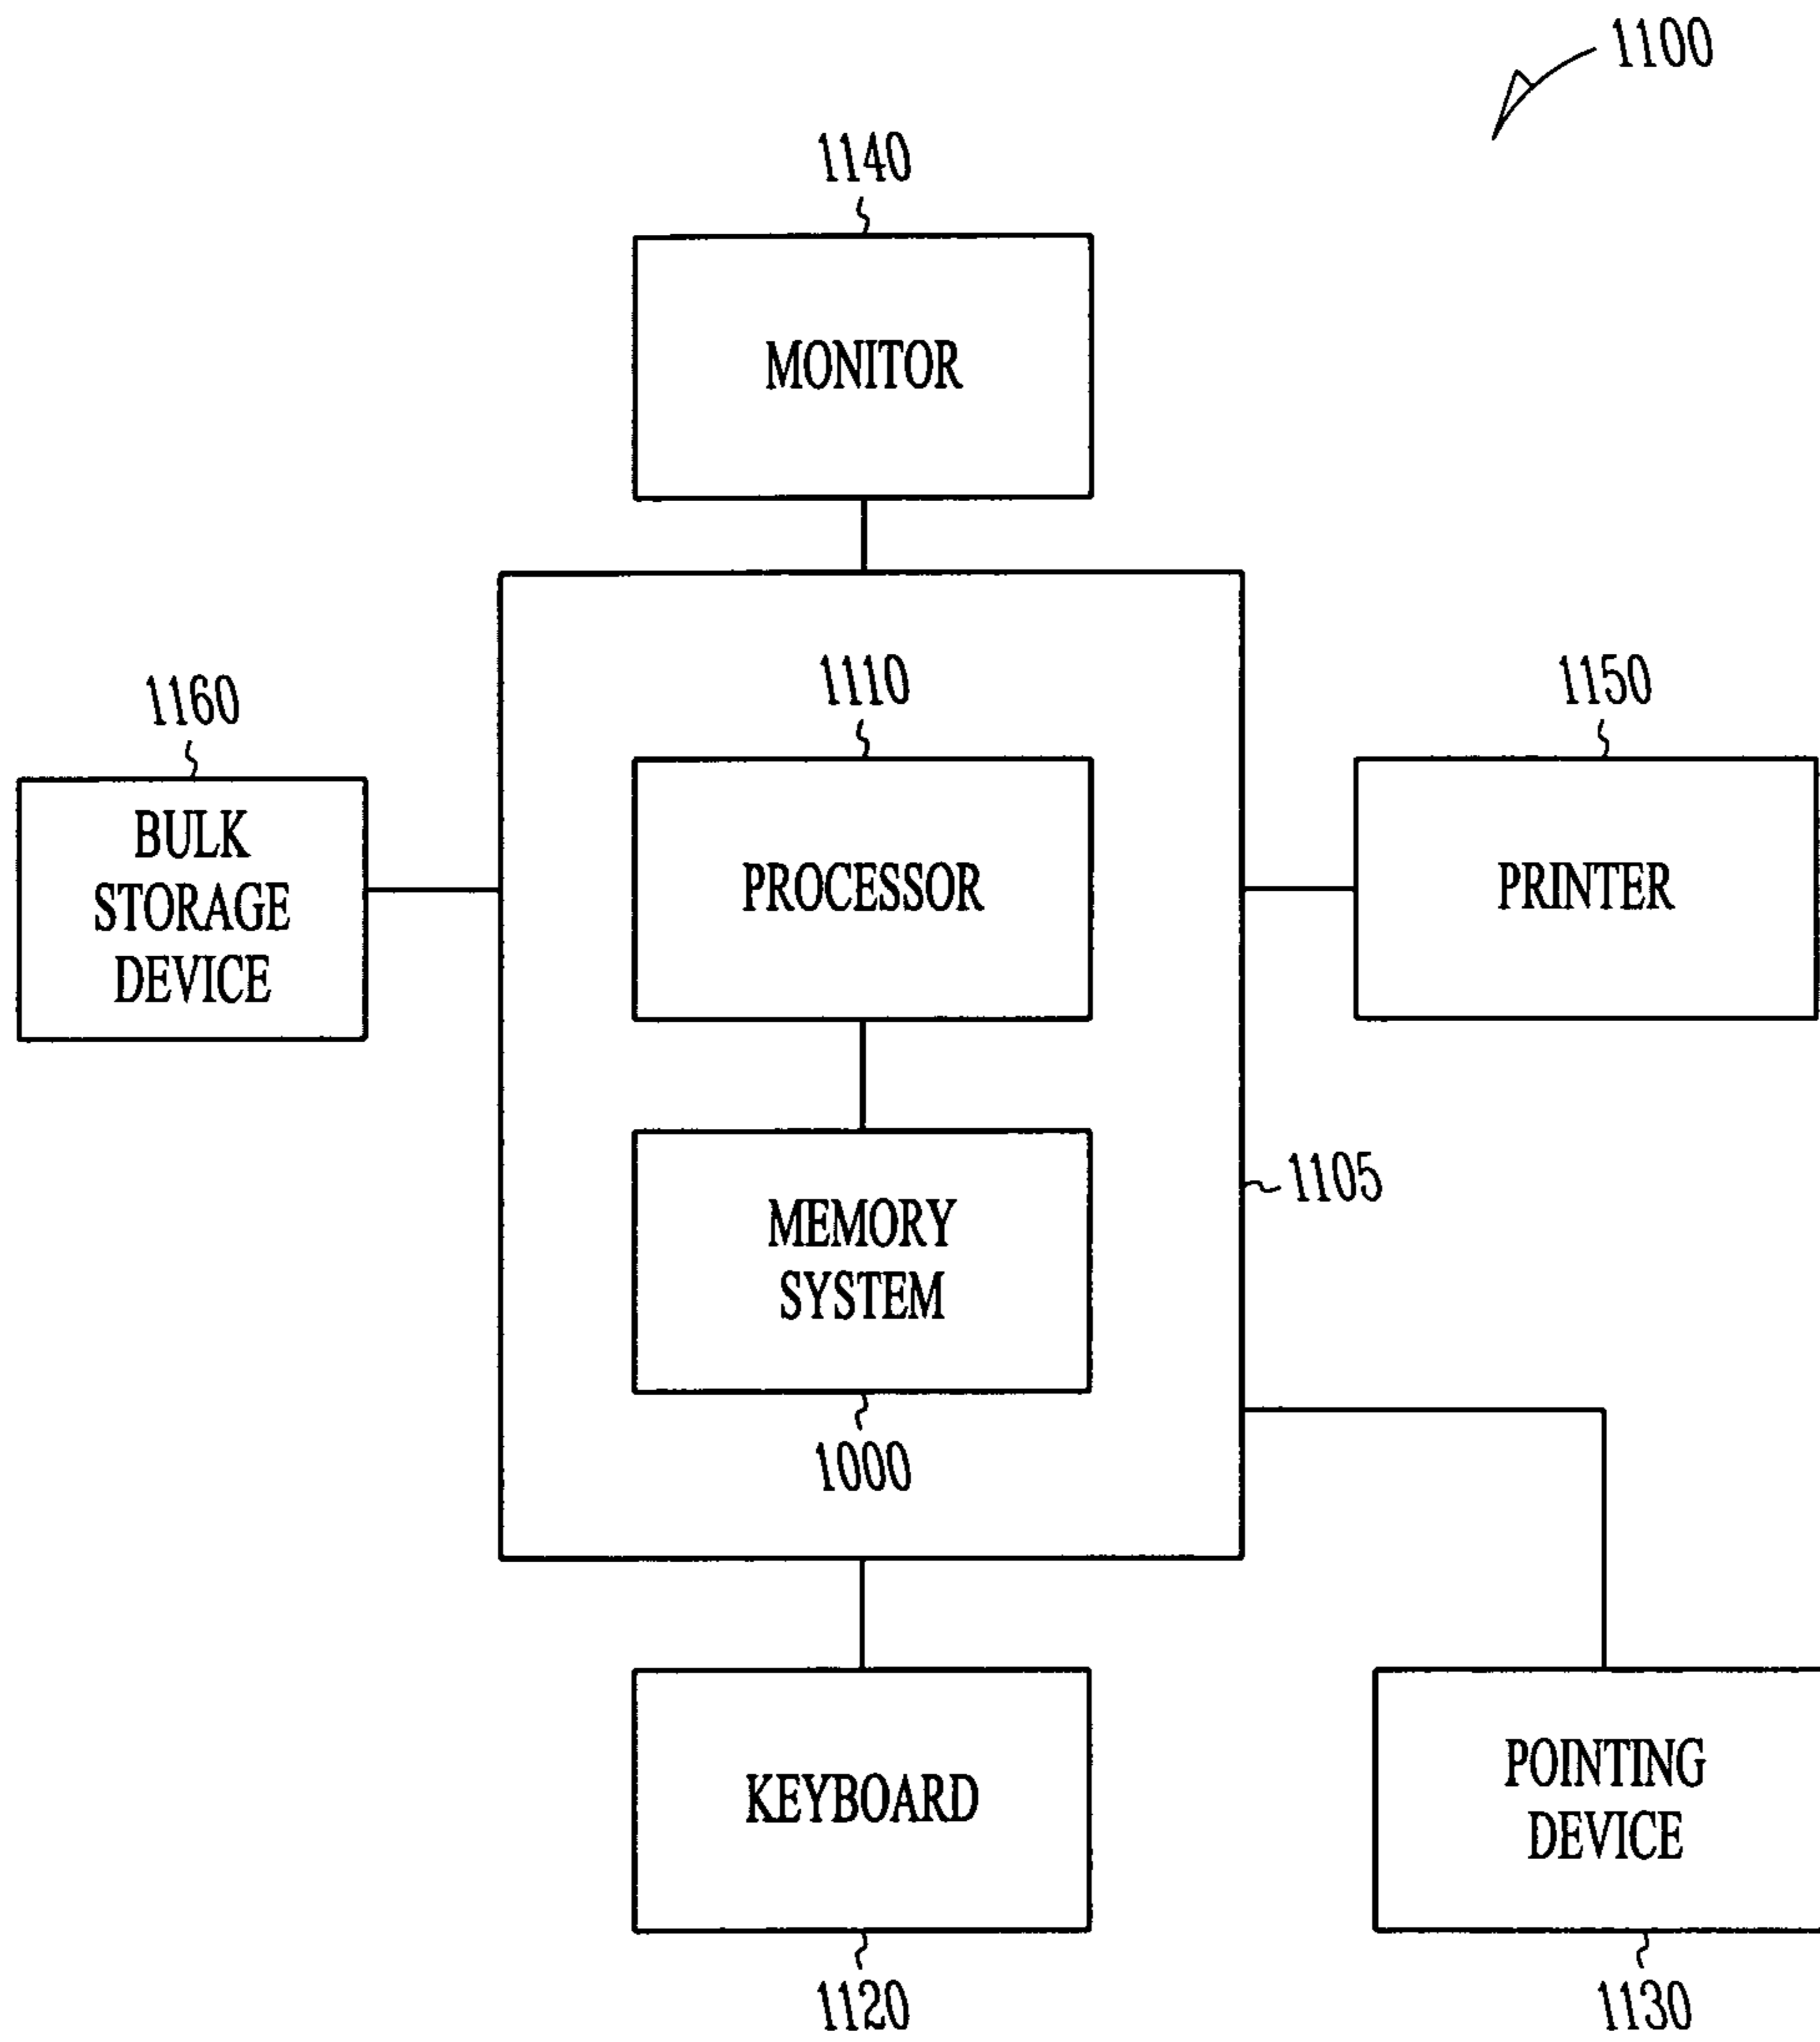 1100
1140
MONITOR
1160
1110
1150
BULK
STORAGE
DEVICE
PROCESSOR
PRINTER
1105
MEMORY
SYSTEM
1000
KEYBOARD
POINTING
DEVICE
1120
1130